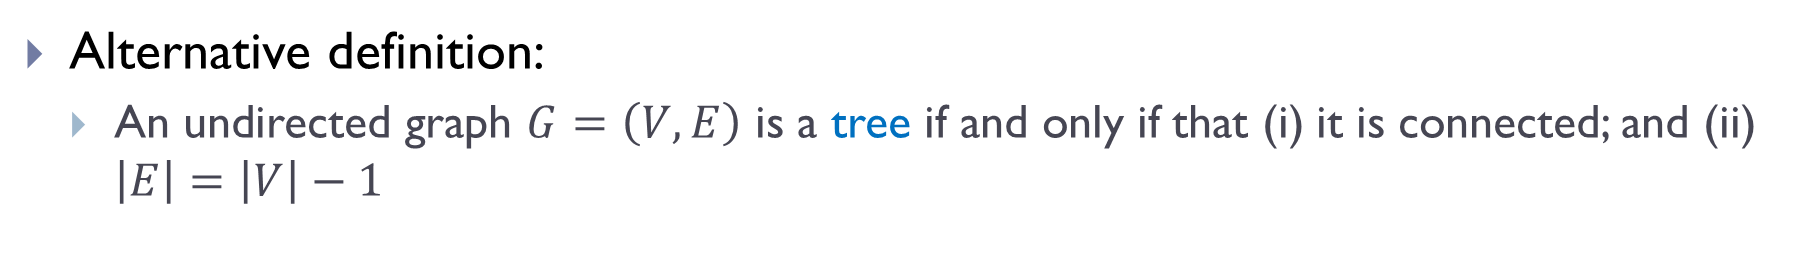 Alternative definition:
An undirected graph G = (V, E) is a tree if and only if that (i) it is connected; and (ii)
|E| = |V| − 1